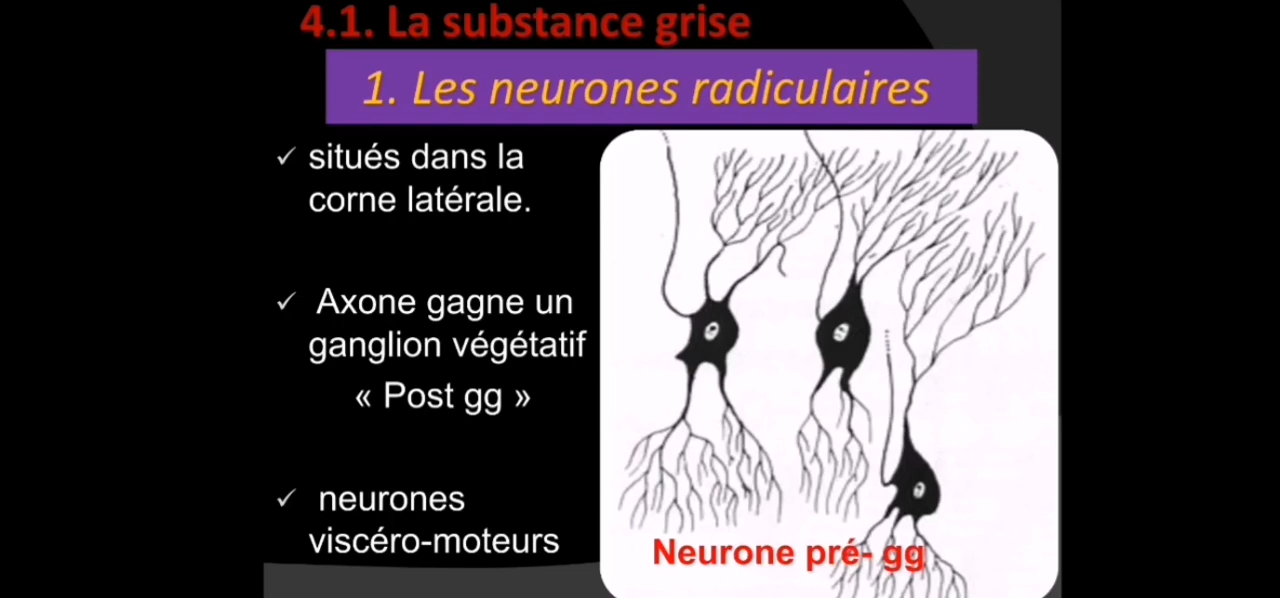 4.1. La substance grise
1. Les neurones radiculaires
✓ situés dans la
corne latérale.
✓ Axone gagne un
ganglion végétatif
« Post gg »
✓ neurones
viscéro-moteurs
Neurone pré- gg